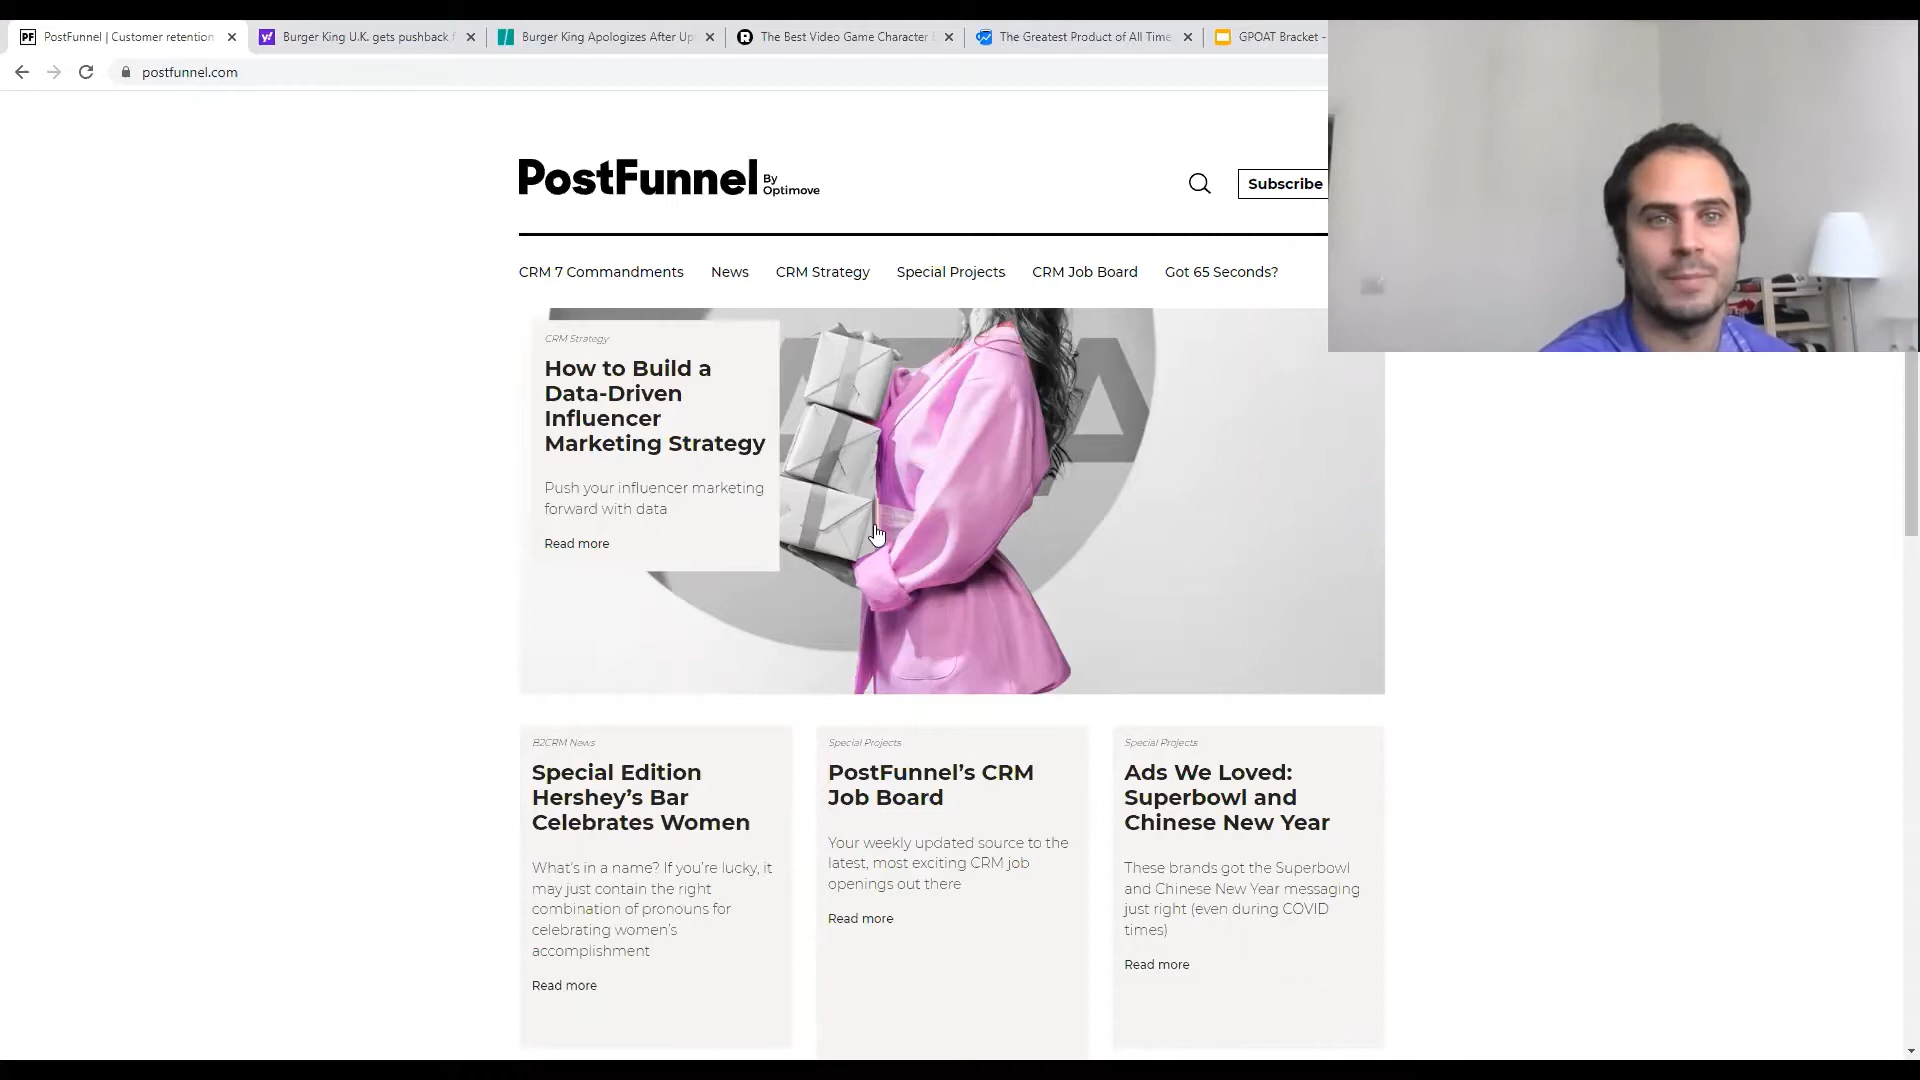 PostFunnel | Customer retention
Burger King U.K. gets pushback f
Burger King Apologizes After Up
The Best Video Game Character
The Greatest Product of All Time
GPOAT Bracket -
postfunnel.com
PostFunnel By
Optimove
Subscribe
CRM 7 Commandments News CRM Strategy Special Projects CRM Job Board Got 65 Seconds?
CRM Strategy
How to Build a
Data-Driven
Influencer
Marketing Strategy
Push your influencer marketing
forward with data
Read more
B2CRM News
Special Edition
Hershey’s Bar
Celebrates Women
What’s in a name? If you’re lucky, it
may just contain the right
combination of pronouns for
celebrating women’s
accomplishment
Read more
Special Projects
PostFunnel’s CRM
Job Board
Your weekly updated source to the
latest, most exciting CRM job
openings out there
Read more
Special Projects
Ads We Loved:
Superbowl and
Chinese New Year
These brands got the Superbowl
and Chinese New Year messaging
just right (even during COVID
times)
Read more